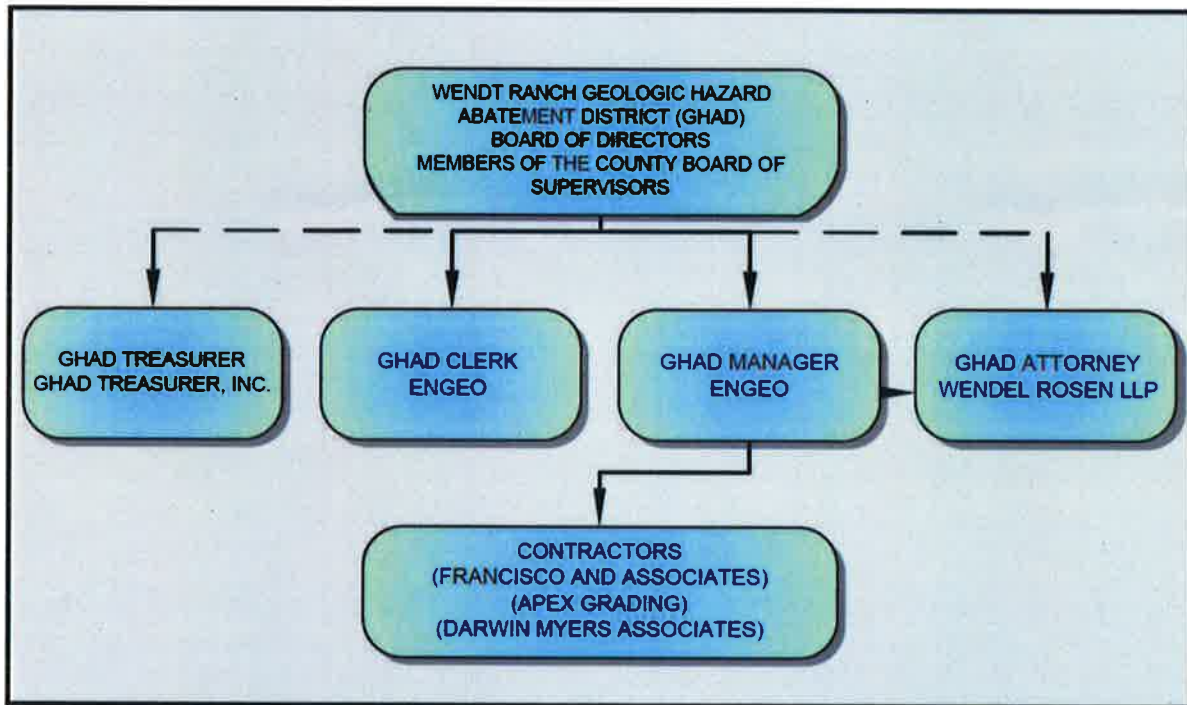 WENDT RANCH GEOLOGIC HAZARD
ABATEMENT DISTRICT (GHAD)
BOARD OF DIRECTORS
MEMBERS OF THE COUNTY BOARD OF
SUPERVISORS
GHAD TREASURER
GHAD TREASURER, INC.
GHAD CLERK
ENGEO
GHAD MANAGER
ENGEO
GHAD ATTORNEY
WENDEL ROSEN LLP
CONTRACTORS
(FRANCISCO AND ASSOCIATES)
(APEX GRADING)
(DARWIN MYERS ASSOCIATES)